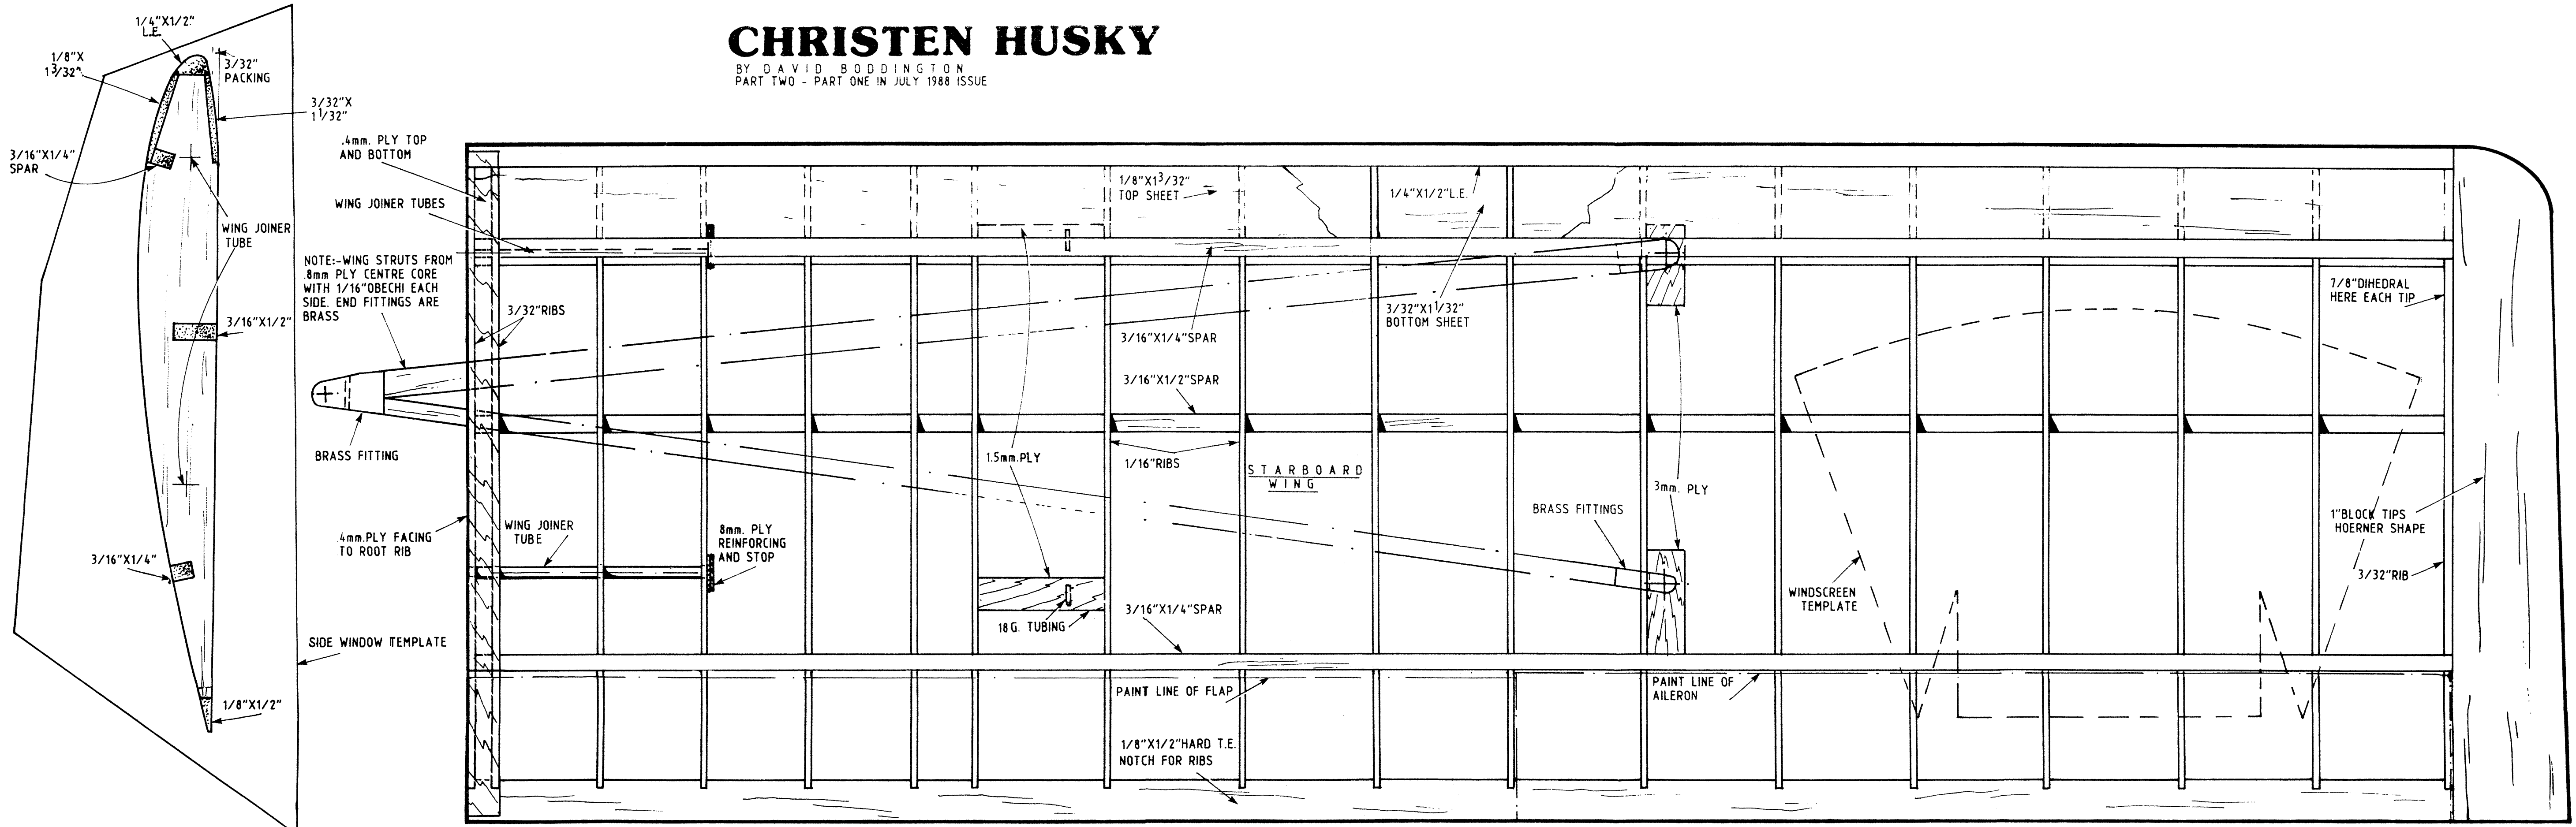 CHRISTEN HUSKY
BY DAVID BODDINGTON
PART TWO - PART ONE IN JULY 1988 ISSUE
1/4"X1/2"
L.E.
1/8"X
1 3/32"
3/32"
PACKING
3/32"X
1 1/32"
3/16"X1/4"
SPAR
WING JOINER
TUBE
3/16"X1/2"
3/16"X1/4"
1/8"X1/2"
SIDE WINDOW TEMPLATE
.4mm. PLY TOP
AND BOTTOM
WING JOINER TUBES
NOTE:-WING STRUTS FROM
.8mm PLY CENTRE CORE
WITH 1/16"OBECHI EACH
SIDE. END FITTINGS ARE
BRASS
3/32"RIBS
BRASS FITTING
.4mm.PLY FACING
TO ROOT RIB
WING JOINER
TUBE
8mm. PLY
REINFORCING
AND STOP
1.5mm.PLY
18G. TUBING
1/8"X1 3/32"
TOP SHEET
1/4"X1/2"L.E.
3/32"X1 1/32"
BOTTOM SHEET
3/16"X1/4"SPAR
3/16"X1/2"SPAR
1/16"RIBS
STARBOARD
WING
3/16"X1/4"SPAR
PAINT LINE OF FLAP
1/8"X1/2"HARD T.E.
NOTCH FOR RIBS
BRASS FITTINGS
3mm. PLY
PAINT LINE OF
AILERON
WINDSCREEN
TEMPLATE
7/8"DIHEDRAL
HERE EACH TIP
1"BLOCK TIPS
HOERNER SHAPE
3/32"RIB